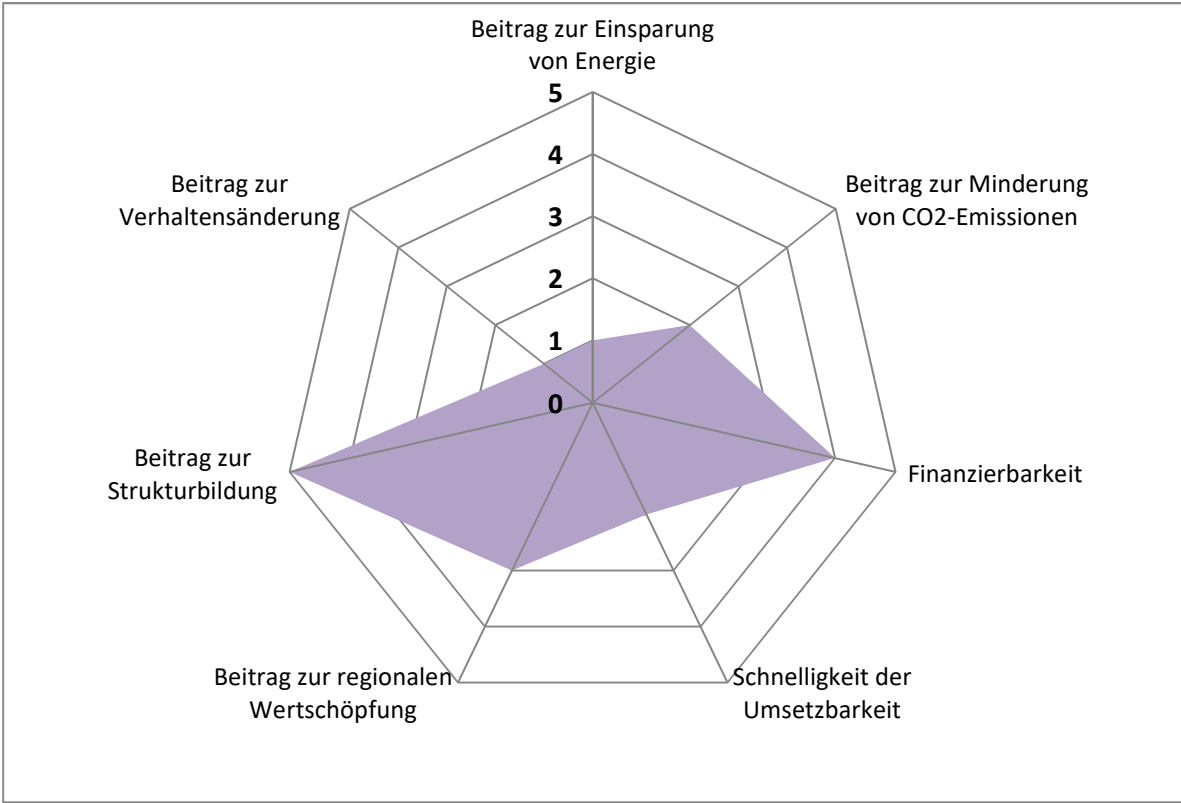 Beitrag zur Einsparung
von Energie
5
4
3
2
1
0
Beitrag zur Minderung
von CO2-Emissionen
Finanzierbarkeit
Schnelligkeit der
Umsetzbarkeit
Beitrag zur regionalen
Wertschöpfung
Beitrag zur
Strukturbildung
Beitrag zur
Verhaltensänderung